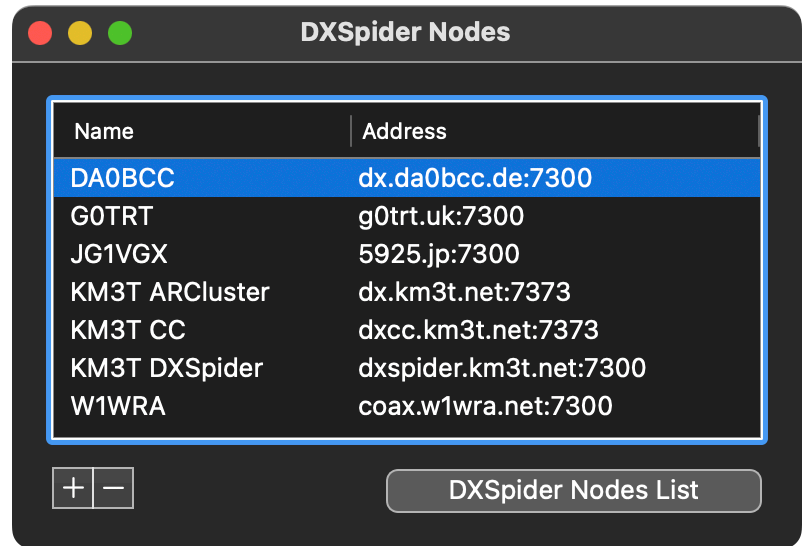 DXSpider Nodes
Name Address
DA0BCC dx.da0bcc.de:7300
G0TRT g0trt.uk:7300
JG1VGX 5925.jp:7300
KM3T ARCluster dx.km3t.net:7373
KM3T CC dxcc.km3t.net:7373
KM3T DXSpider dxspider.km3t.net:7300
W1WRA coax.w1wra.net:7300
+ − DXSpider Nodes List